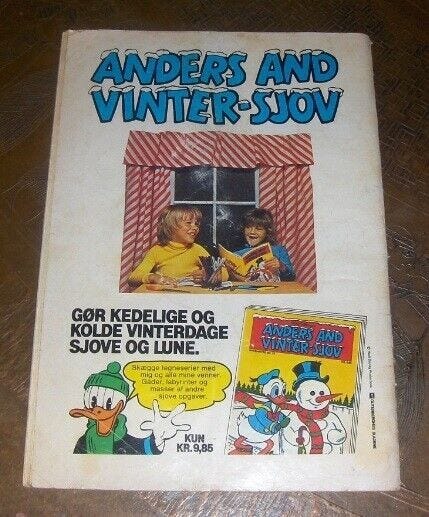 ANDERS AND
VINTER-SJOV
GØR KEDELIGE OG
KOLDE VINTERDAGE
SJOVE OG LUNE.
Skægge tegneserier med
mig og alle mine venner.
Gåder, labyrinter og
masser af andre
sjove opgaver.
KUN
KR. 9,85
ANDERS AND
VINTER-SJOV